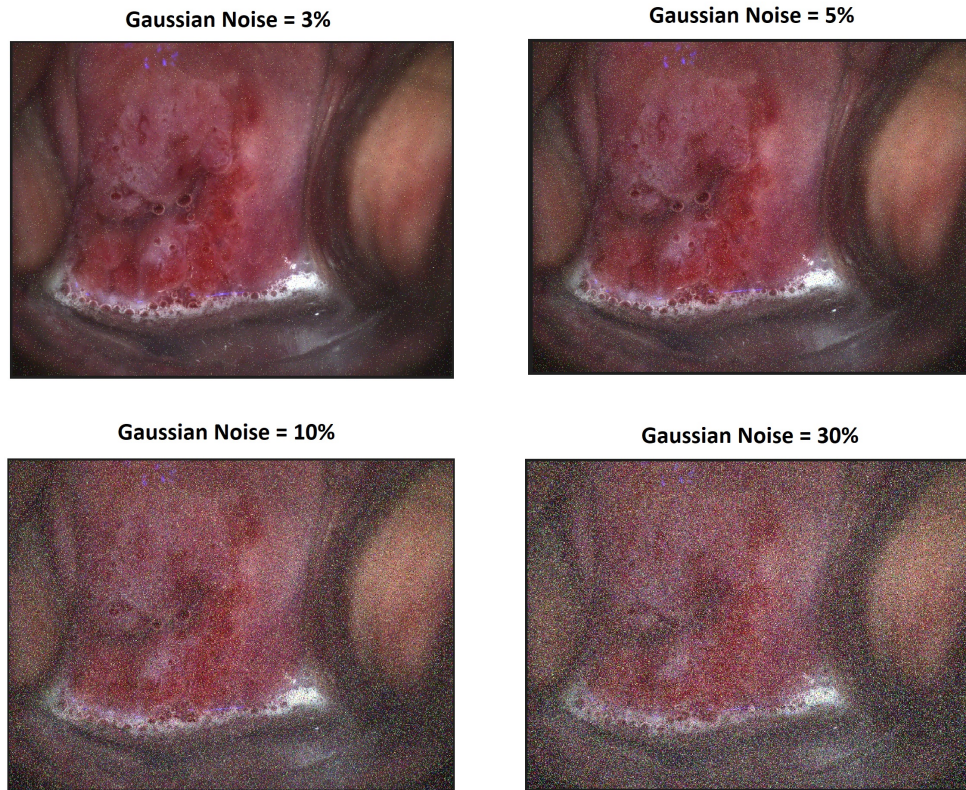 Gaussian Noise = 3%
Gaussian Noise = 5%
Gaussian Noise = 10%
Gaussian Noise = 30%